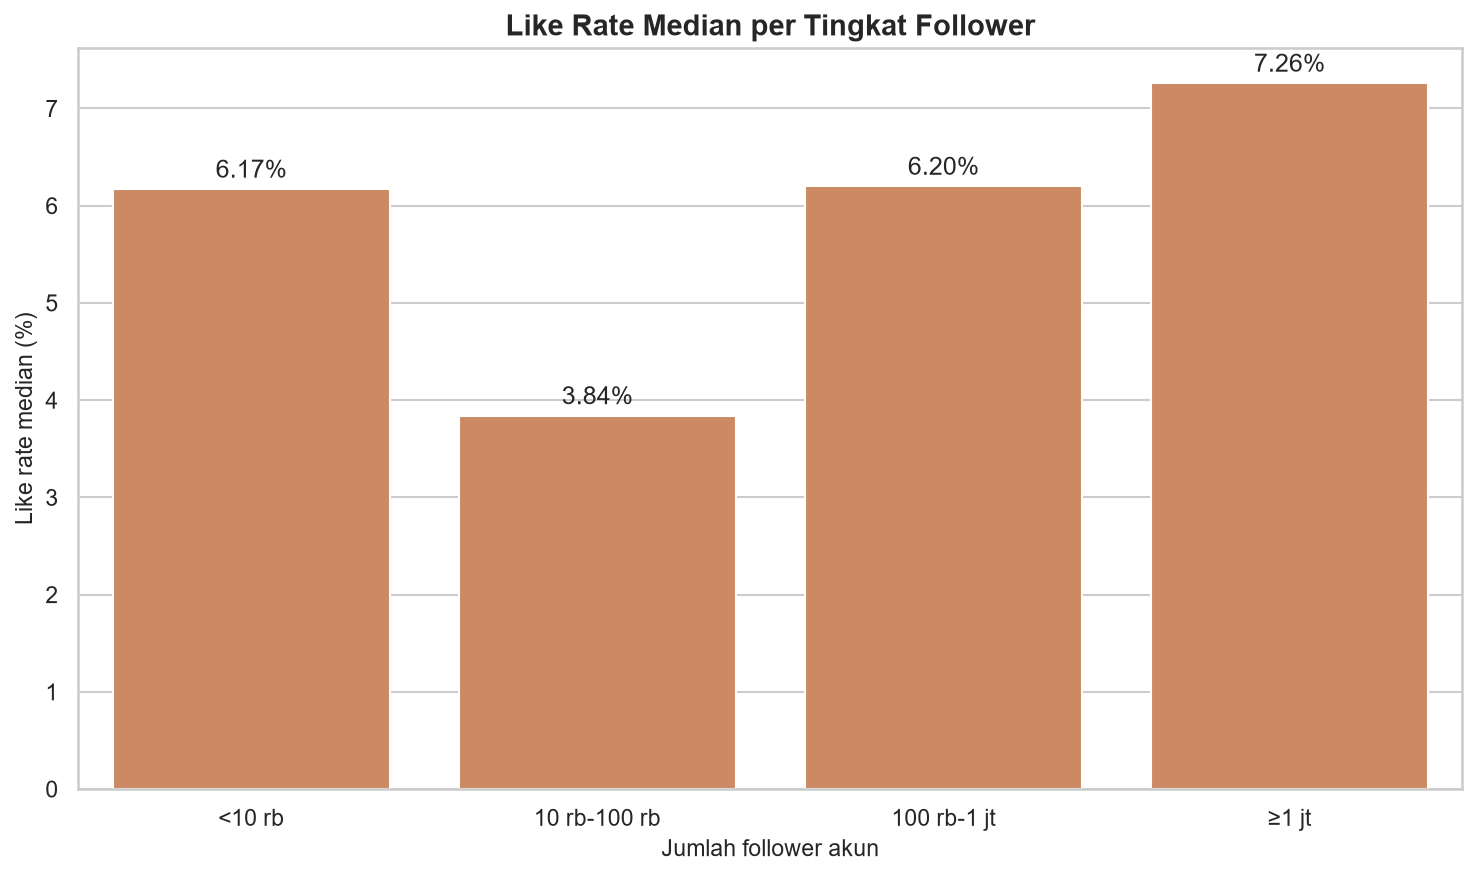 Like Rate Median per Tingkat Follower
7.26%
7
6.17%
6.20%
6
5
Like rate median (%)
3.84%
4
3
2
1
0
<10 rb
10 rb-100 rb
100 rb-1 jt
≥1 jt
Jumlah follower akun